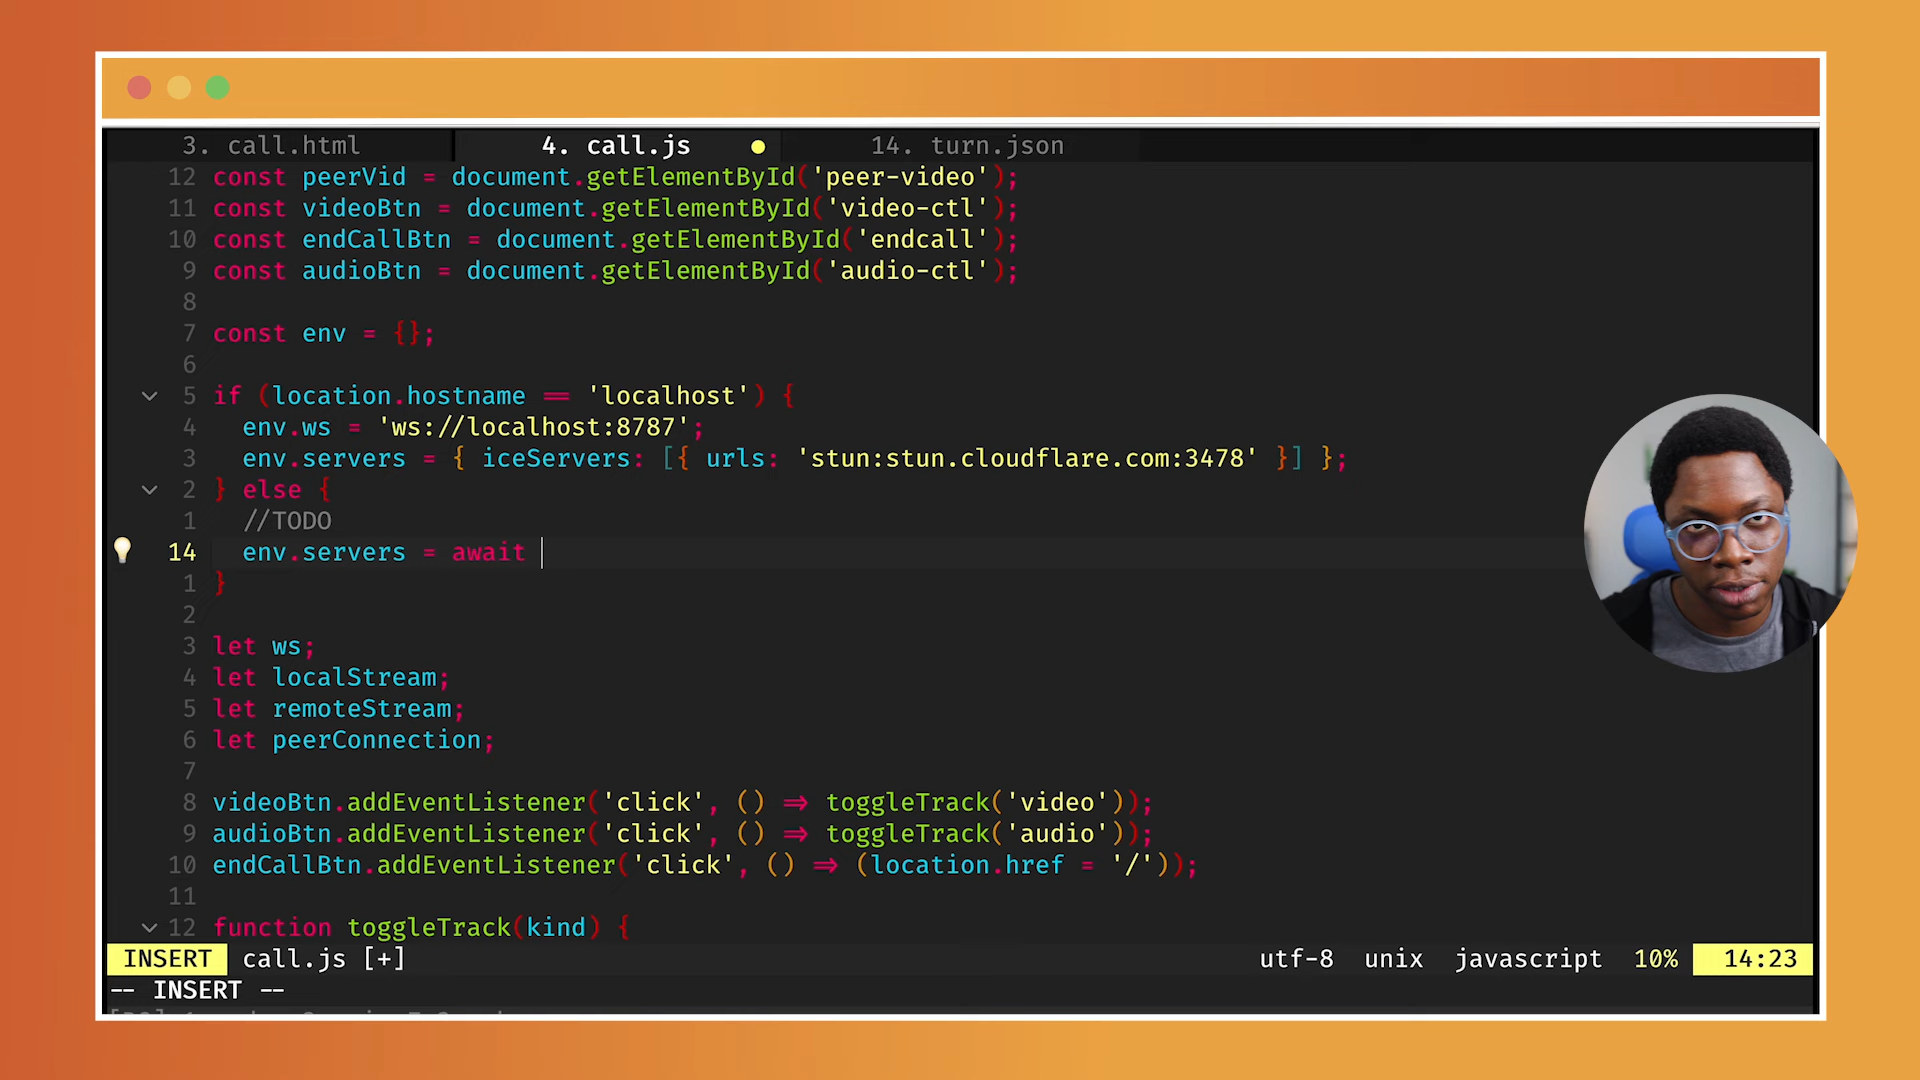 3. call.html 4. call.js 14. turn.json
12 const peerVid = document.getElementById('peer-video');
11 const videoBtn = document.getElementById('video-ctl');
10 const endCallBtn = document.getElementById('endcall');
9 const audioBtn = document.getElementById('audio-ctl');
8
7 const env = {};
6
5 if (location.hostname == 'localhost') {
4 env.ws = 'ws://localhost:8787';
3 env.servers = { iceServers: [{ urls: 'stun:stun.cloudflare.com:3478' }] };
2 } else {
1 //TODO
14 env.servers = await
1 }
2
3 let ws;
4 let localStream;
5 let remoteStream;
6 let peerConnection;
7
8 videoBtn.addEventListener('click', () => toggleTrack('video'));
9 audioBtn.addEventListener('click', () => toggleTrack('audio'));
10 endCallBtn.addEventListener('click', () => (location.href = '/'));
11
12 function toggleTrack(kind) {
INSERT call.js [+] utf-8 unix javascript 10% 14:23
-- INSERT --